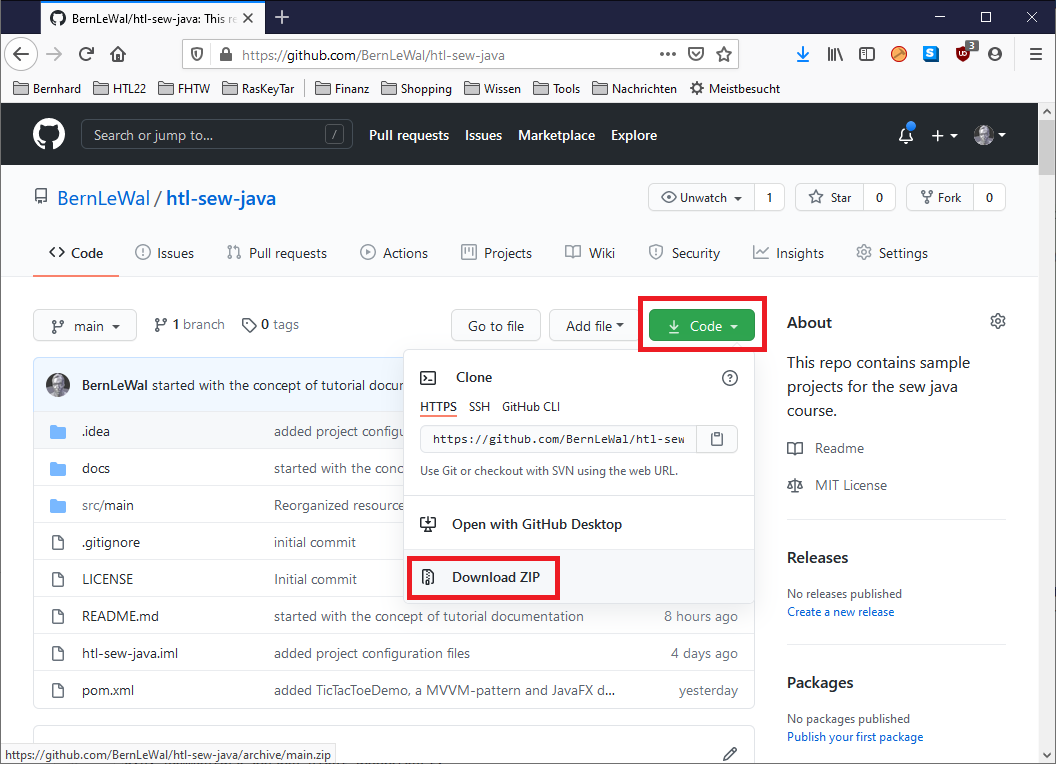 BernLeWal/htl-sew-java: This re
https://github.com/BernLeWal/htl-sew-java
3
Bernhard HTL22 FHTW RasKeyTar Finanz Shopping Wissen Tools Nachrichten Meistbesucht
Search or jump to... / Pull requests Issues Marketplace Explore
BernLeWal / htl-sew-java Unwatch 1 Star 0 Fork 0
Code Issues Pull requests Actions Projects Wiki Security Insights Settings
main 1 branch 0 tags Go to file Add file Code
BernLeWal started with the concept of tutorial docur
.idea added project configu
docs started with the conc
src/main Reorganized resource
.gitignore initial commit
LICENSE Initial commit
README.md started with the concept of tutorial documentation 8 hours ago
htl-sew-java.iml added project configuration files 4 days ago
pom.xml added TicTacToeDemo, a MVVM-pattern and JavaFX d... yesterday
Clone
HTTPS SSH GitHub CLI
https://github.com/BernLeWal/htl-sew
Use Git or checkout with SVN using the web URL.
Open with GitHub Desktop
Download ZIP
About
This repo contains sample
projects for the sew java
course.
Readme
MIT License
Releases
No releases published
Create a new release
Packages
No packages published
Publish your first package
https://github.com/BernLeWal/htl-sew-java/archive/main.zip